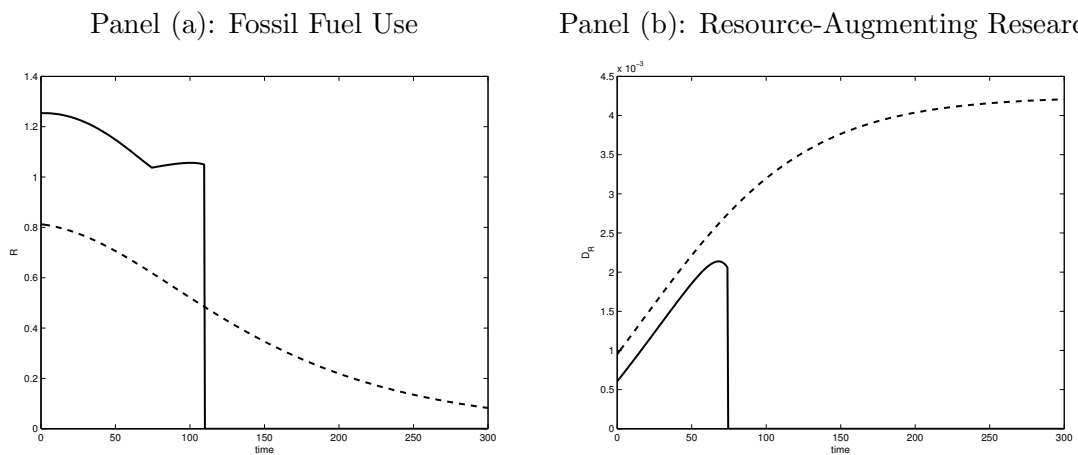 Panel (a): Fossil Fuel Use
1.4
1.2
1
0.8
0.6
0.4
0.2
0
R
0 50 100 150 200 250 300
time
Panel (b): Resource-Augmenting Researc
x 10⁻³
4.5
4
3.5
3
2.5
2
1.5
1
0.5
0
D_R
0 50 100 150 200 250 300
time